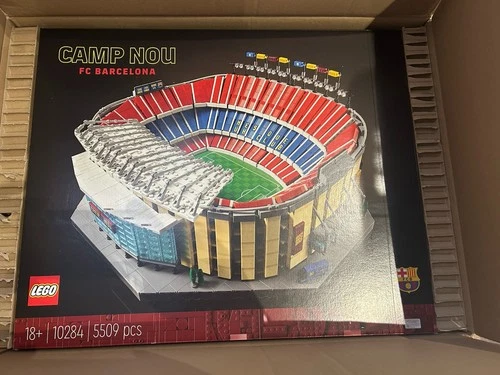 CAMP NOU
FC BARCELONA
LEGO
18+ | 10284 | 5509 pcs